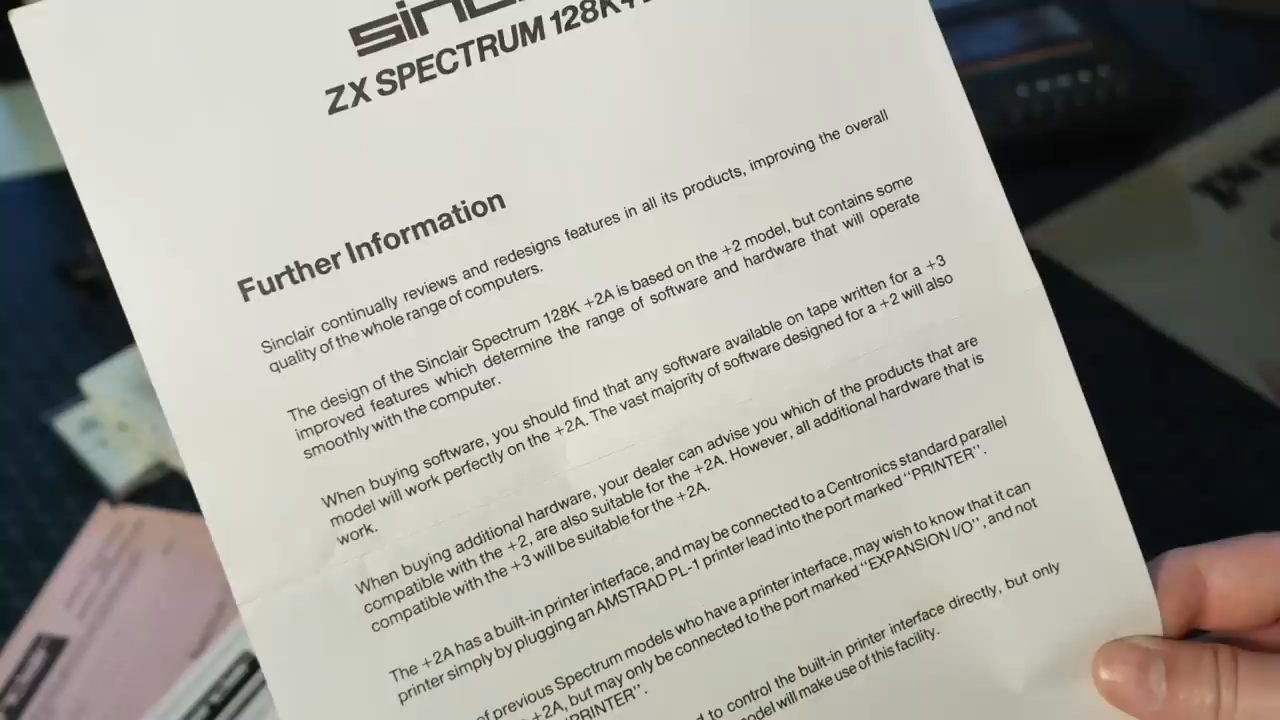 sinclair
ZX SPECTRUM 128K
Further Information
Sinclair continually reviews and redesigns features in all its products, improving the overall
quality of the whole range of computers.
The design of the Sinclair Spectrum 128K +2A is based on the +2 model, but contains some
improved features which determine the range of software and hardware that will operate
smoothly with the computer.
When buying software, you should find that any software available on tape written for a +3
model will work perfectly on the +2A. The vast majority of software designed for a +2 will also
work.
When buying additional hardware, your dealer can advise you which of the products that are
compatible with the +2, are also suitable for the +2A. However, all additional hardware that is
compatible with the +3 will be suitable for the +2A.
The +2A has a built-in printer interface, and may be connected to a Centronics standard parallel
printer simply by plugging an AMSTRAD PL-1 printer lead into the port marked "PRINTER".
of previous Spectrum models who have a printer interface, may wish to know that it can
+2A, but may only be connected to the port marked "EXPANSION I/O", and not
"PRINTER".
to control the built-in printer interface directly, but only
model will make use of this facility.